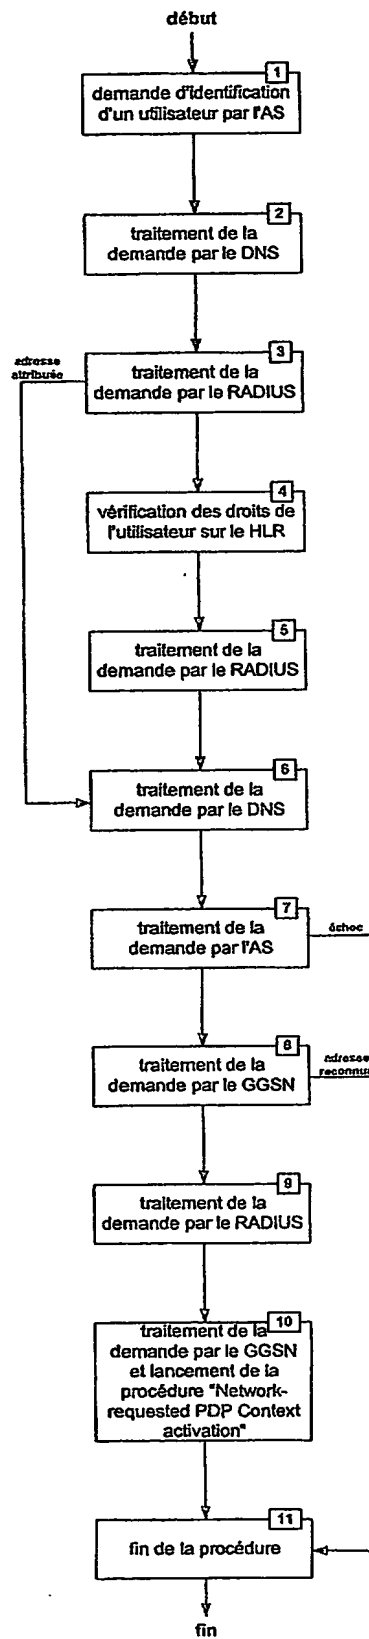 début
1
demande d'identification
d'un utilisateur par l'AS
2
traitement de la
demande par le DNS
adresse
attribuée
3
traitement de la
demande par le RADIUS
4
vérification des droits de
l'utilisateur sur le HLR
5
traitement de la
demande par le RADIUS
6
traitement de la
demande par le DNS
7
traitement de la
demande par l'AS
échec
8
traitement de la
demande par le GGSN
adresse
reconnue
9
traitement de la
demande par le RADIUS
10
traitement de la
demande par le GGSN
et lancement de la
procédure "Network-
requested PDP Context
activation"
11
fin de la procédure
fin